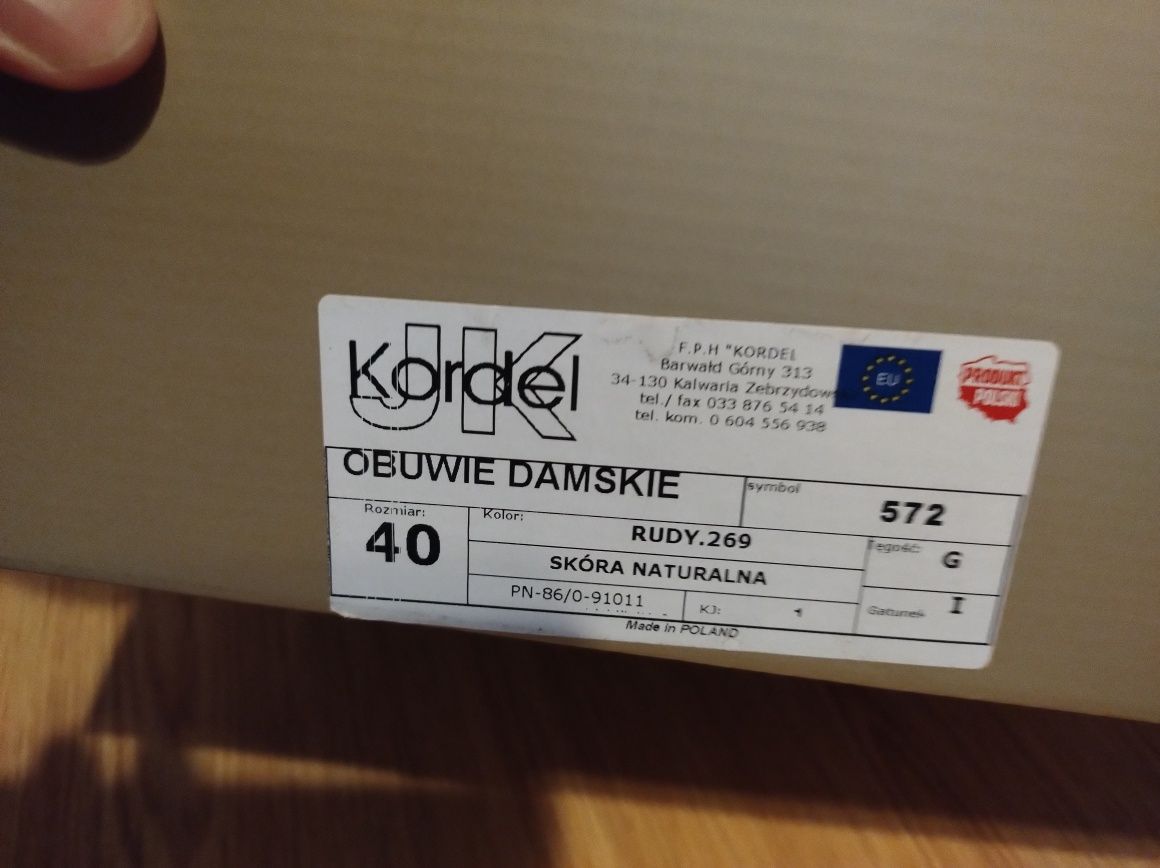 Kordel
JK
F.P.H "KORDEL
Barwałd Górny 313
34-130 Kalwaria Zebrzydow
tel./ fax 033 876 54 14
tel. kom. 0 604 556 938
EU
PRODUKT
POLSKI
OBUWIE DAMSKIE
symbol
572
Rozmiar:
40
Kolor:
RUDY.269
Tęgość:
G
SKÓRA NATURALNA
PN-86/0-91011
KJ:
Gatunek
I
Made in POLAND